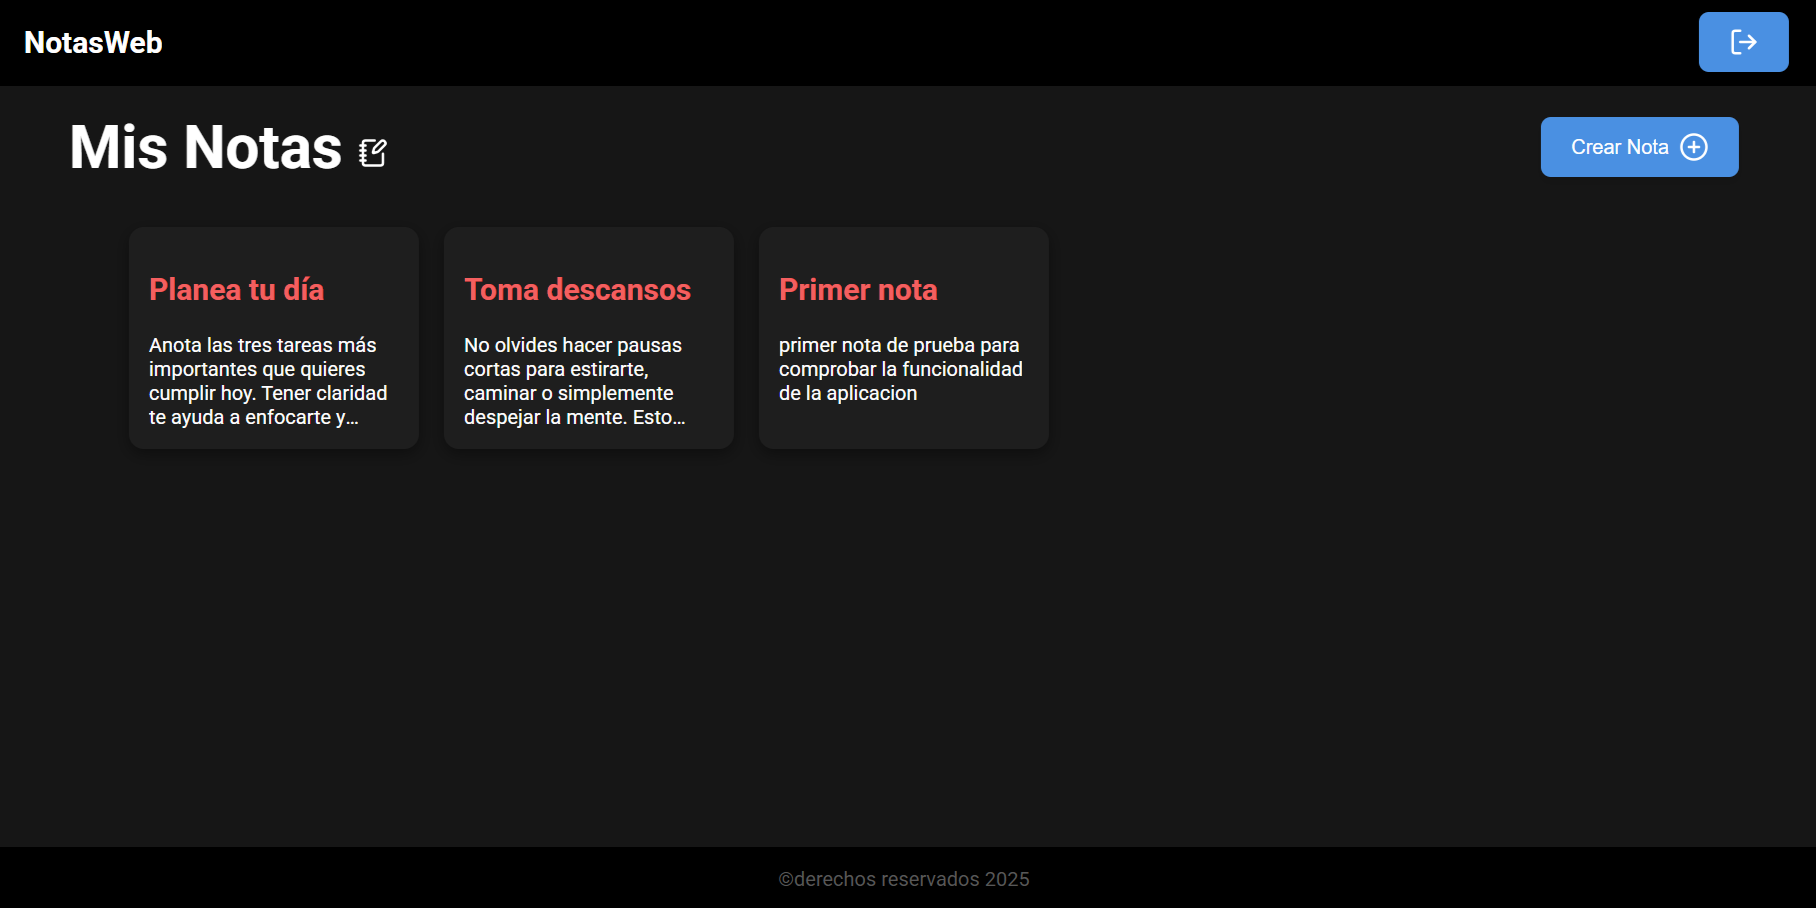 NotasWeb
Mis Notas
Crear Nota
Planea tu día
Anota las tres tareas más
importantes que quieres
cumplir hoy. Tener claridad
te ayuda a enfocarte y...
Toma descansos
No olvides hacer pausas
cortas para estirarte,
caminar o simplemente
despejar la mente. Esto...
Primer nota
primer nota de prueba para
comprobar la funcionalidad
de la aplicacion
©derechos reservados 2025